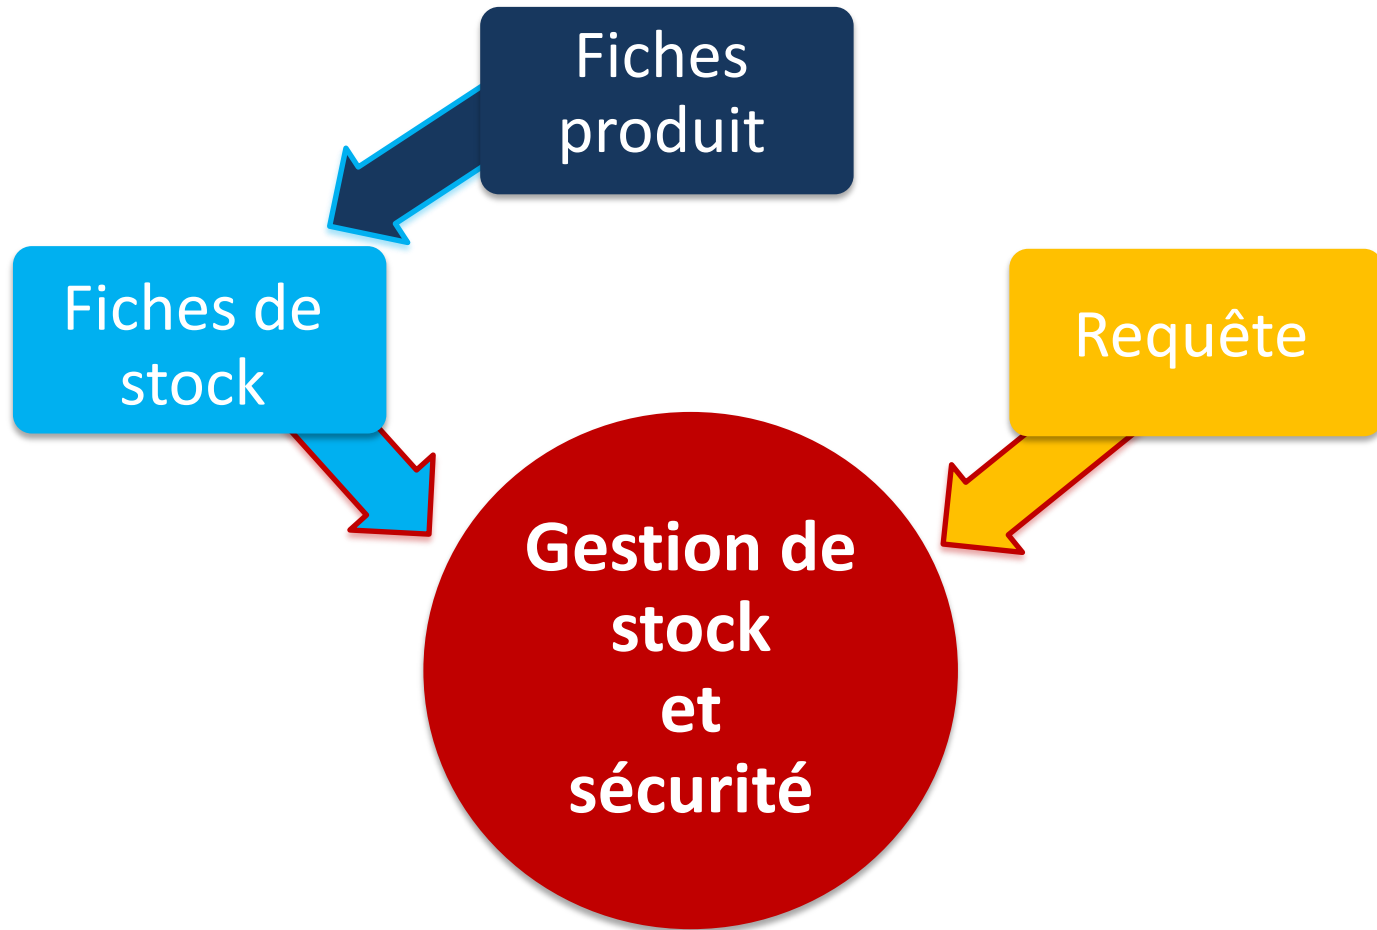 Fiches
produit
Fiches de
stock
Requête
Gestion de
stock
et
sécurité